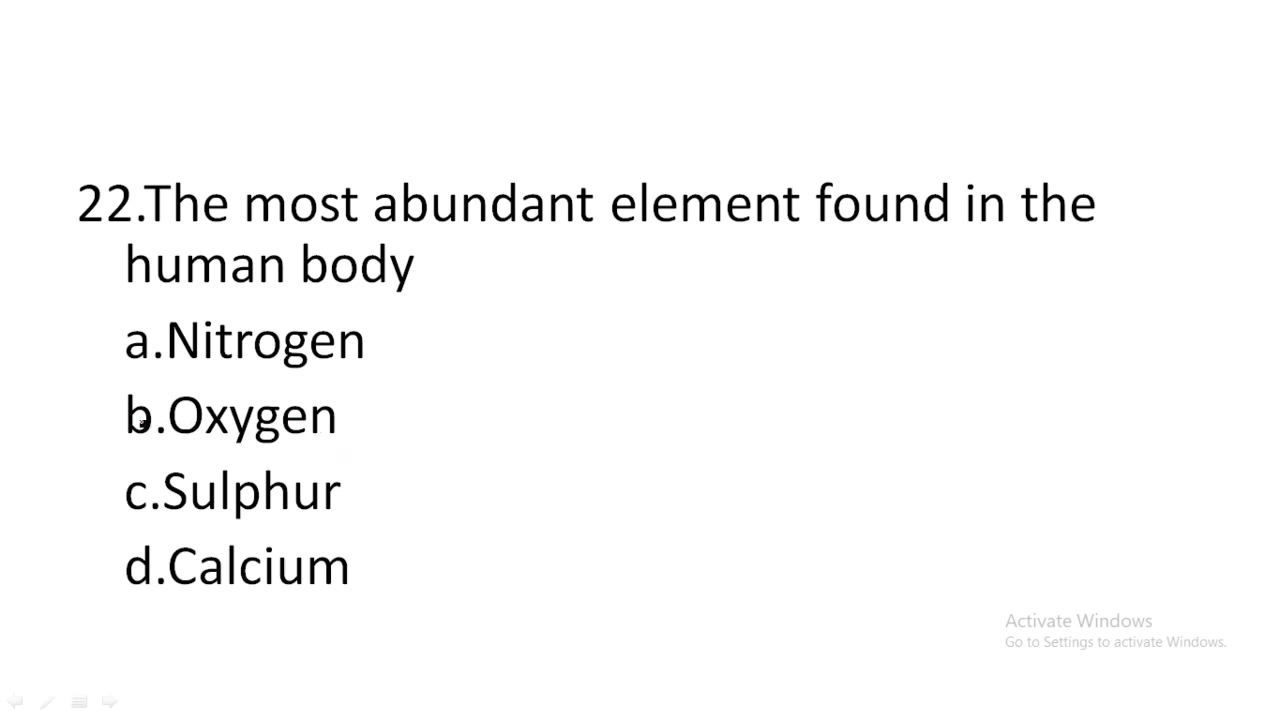 22.The most abundant element found in the
human body
a.Nitrogen
b.Oxygen
c.Sulphur
d.Calcium
Activate Windows
Go to Settings to activate Windows.